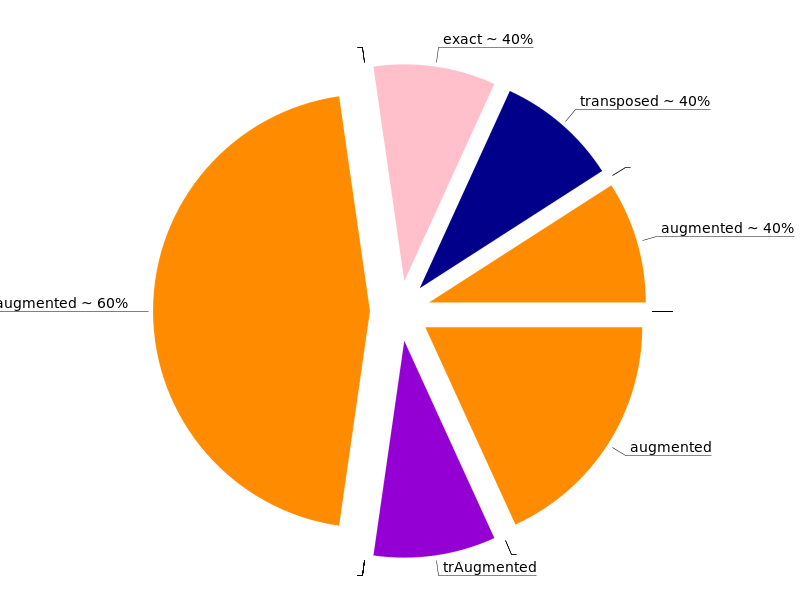 exact ~ 40%
transposed ~ 40%
augmented ~ 40%
augmented ~ 60%
augmented
trAugmented